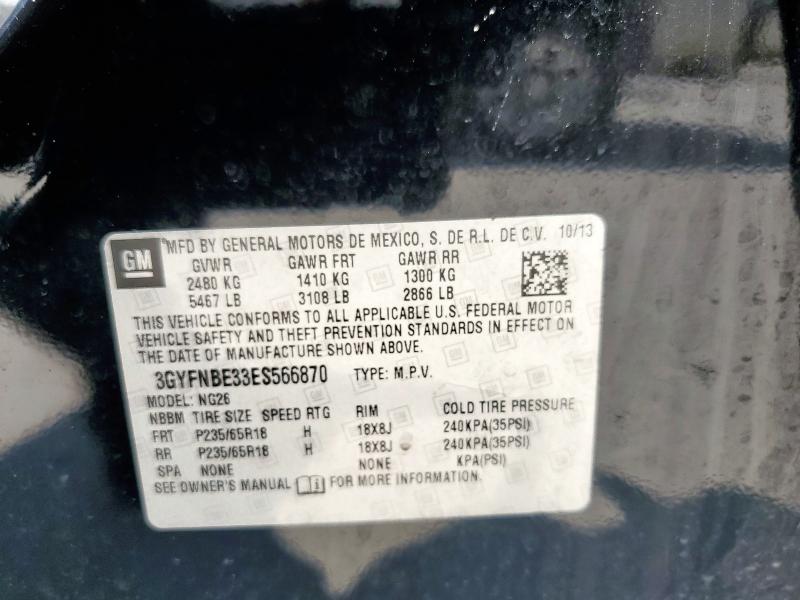 GM
MFD BY GENERAL MOTORS DE MEXICO, S. DE R.L. DE C.V. 10/13
GVWR GAWR FRT GAWR RR
2480 KG 1410 KG 1300 KG
5467 LB 3108 LB 2866 LB
THIS VEHICLE CONFORMS TO ALL APPLICABLE U.S. FEDERAL MOTOR
VEHICLE SAFETY AND THEFT PREVENTION STANDARDS IN EFFECT ON
THE DATE OF MANUFACTURE SHOWN ABOVE.
3GYFNBE33ES566870 TYPE: M.P.V.
MODEL: NG26
NBBM TIRE SIZE SPEED RTG RIM COLD TIRE PRESSURE
FRT P235/65R18 H 18X8J 240KPA(35PSI)
RR P235/65R18 H 18X8J 240KPA(35PSI)
SPA NONE NONE KPA(PSI)
SEE OWNER'S MANUAL FOR MORE INFORMATION.